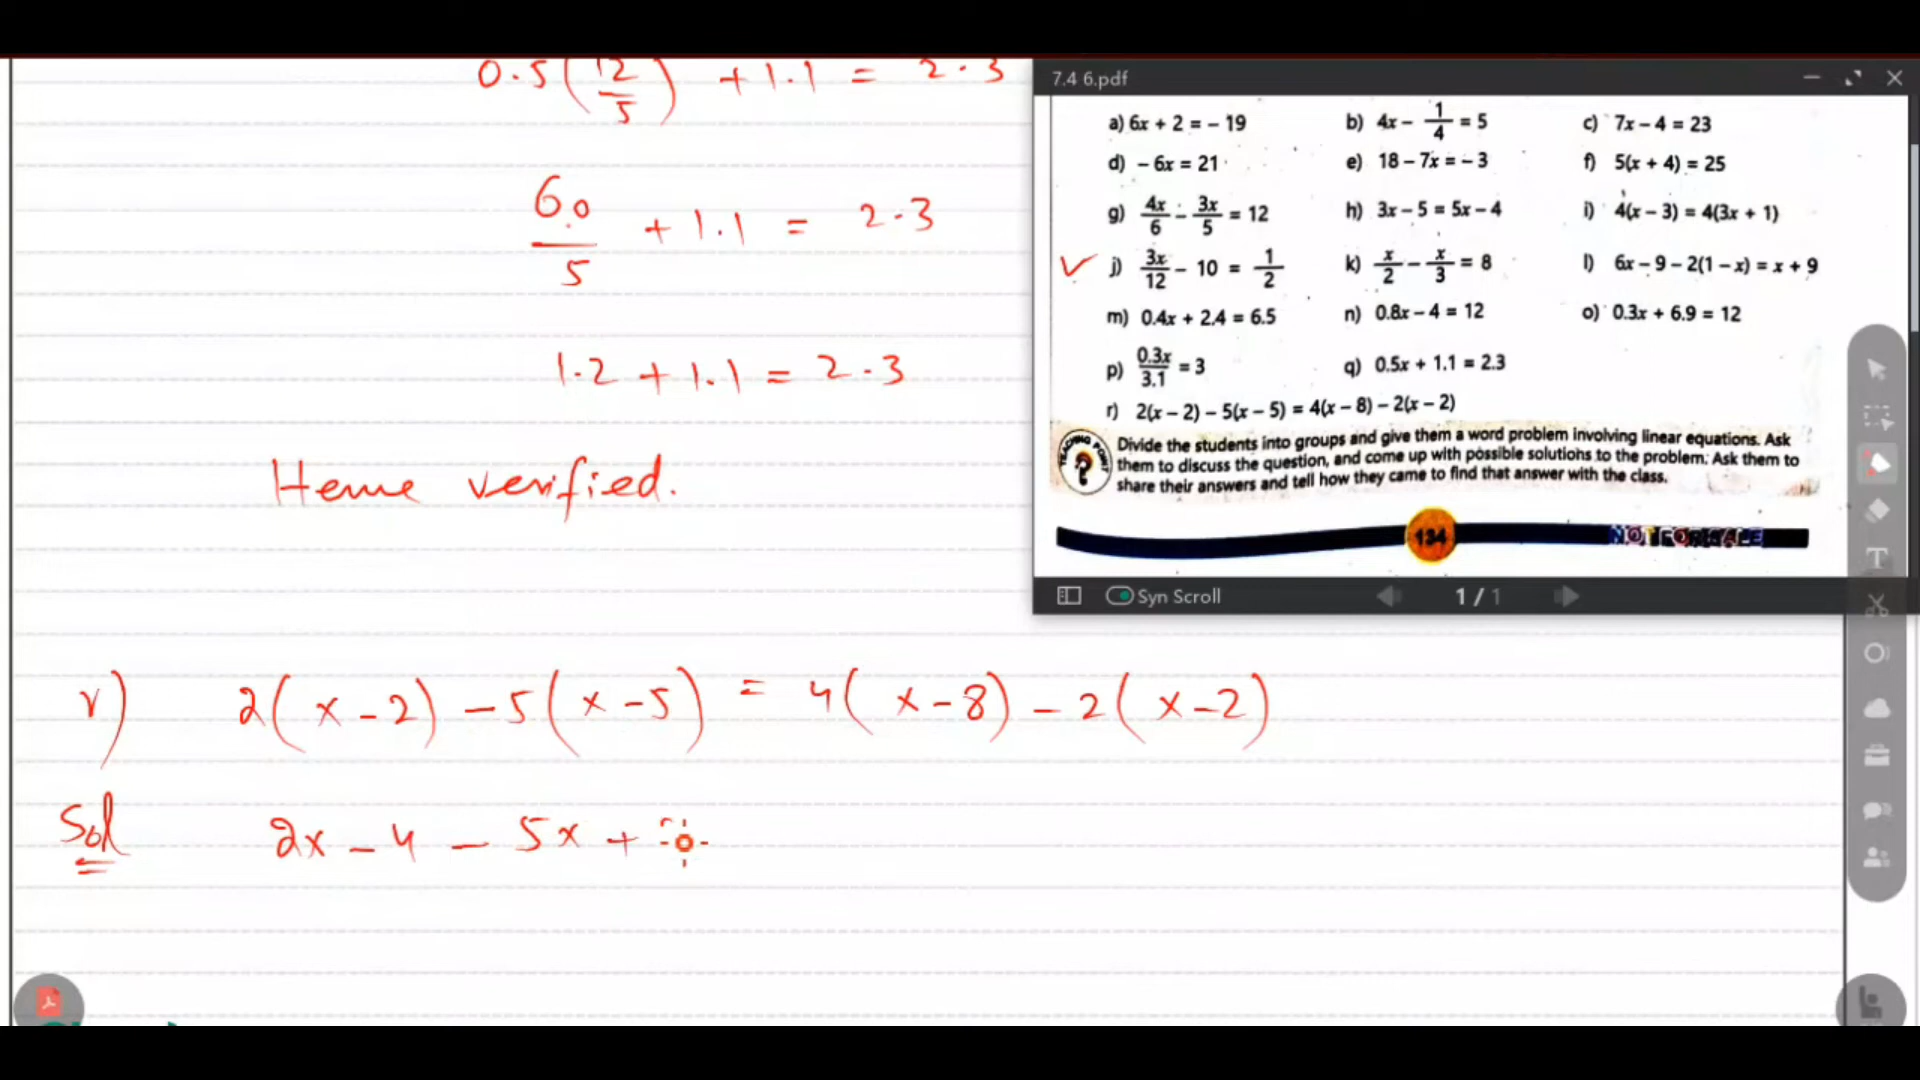 0.5(12/5) + 1.1 = 2.3
6.0/5 + 1.1 = 2.3
1.2 + 1.1 = 2.3
Hence verified.
r) 2(x-2) -5(x-5) = 4(x-8) -2(x-2)
Sol 2x - 4 - 5x +
7.4 6.pdf
a) 6x + 2 = – 19 b) 4x – 1/4 = 5 c) 7x – 4 = 23
d) – 6x = 21 e) 18 – 7x = – 3 f) 5(x + 4) = 25
g) 4x/6 – 3x/5 = 12 h) 3x – 5 = 5x – 4 i) 4(x – 3) = 4(3x + 1)
✓ j) 3x/12 – 10 = 1/2 k) x/2 – x/3 = 8 l) 6x – 9 – 2(1 – x) = x + 9
m) 0.4x + 2.4 = 6.5 n) 0.8x – 4 = 12 o) 0.3x + 6.9 = 12
p) 0.3x/3.1 = 3 q) 0.5x + 1.1 = 2.3
r) 2(x – 2) – 5(x – 5) = 4(x – 8) – 2(x – 2)
TEACHING POINT
?
Divide the students into groups and give them a word problem involving linear equations. Ask
them to discuss the question, and come up with possible solutions to the problem. Ask them to
share their answers and tell how they came to find that answer with the class.
134
NOT FOR SALE
Syn Scroll
1 / 1
T